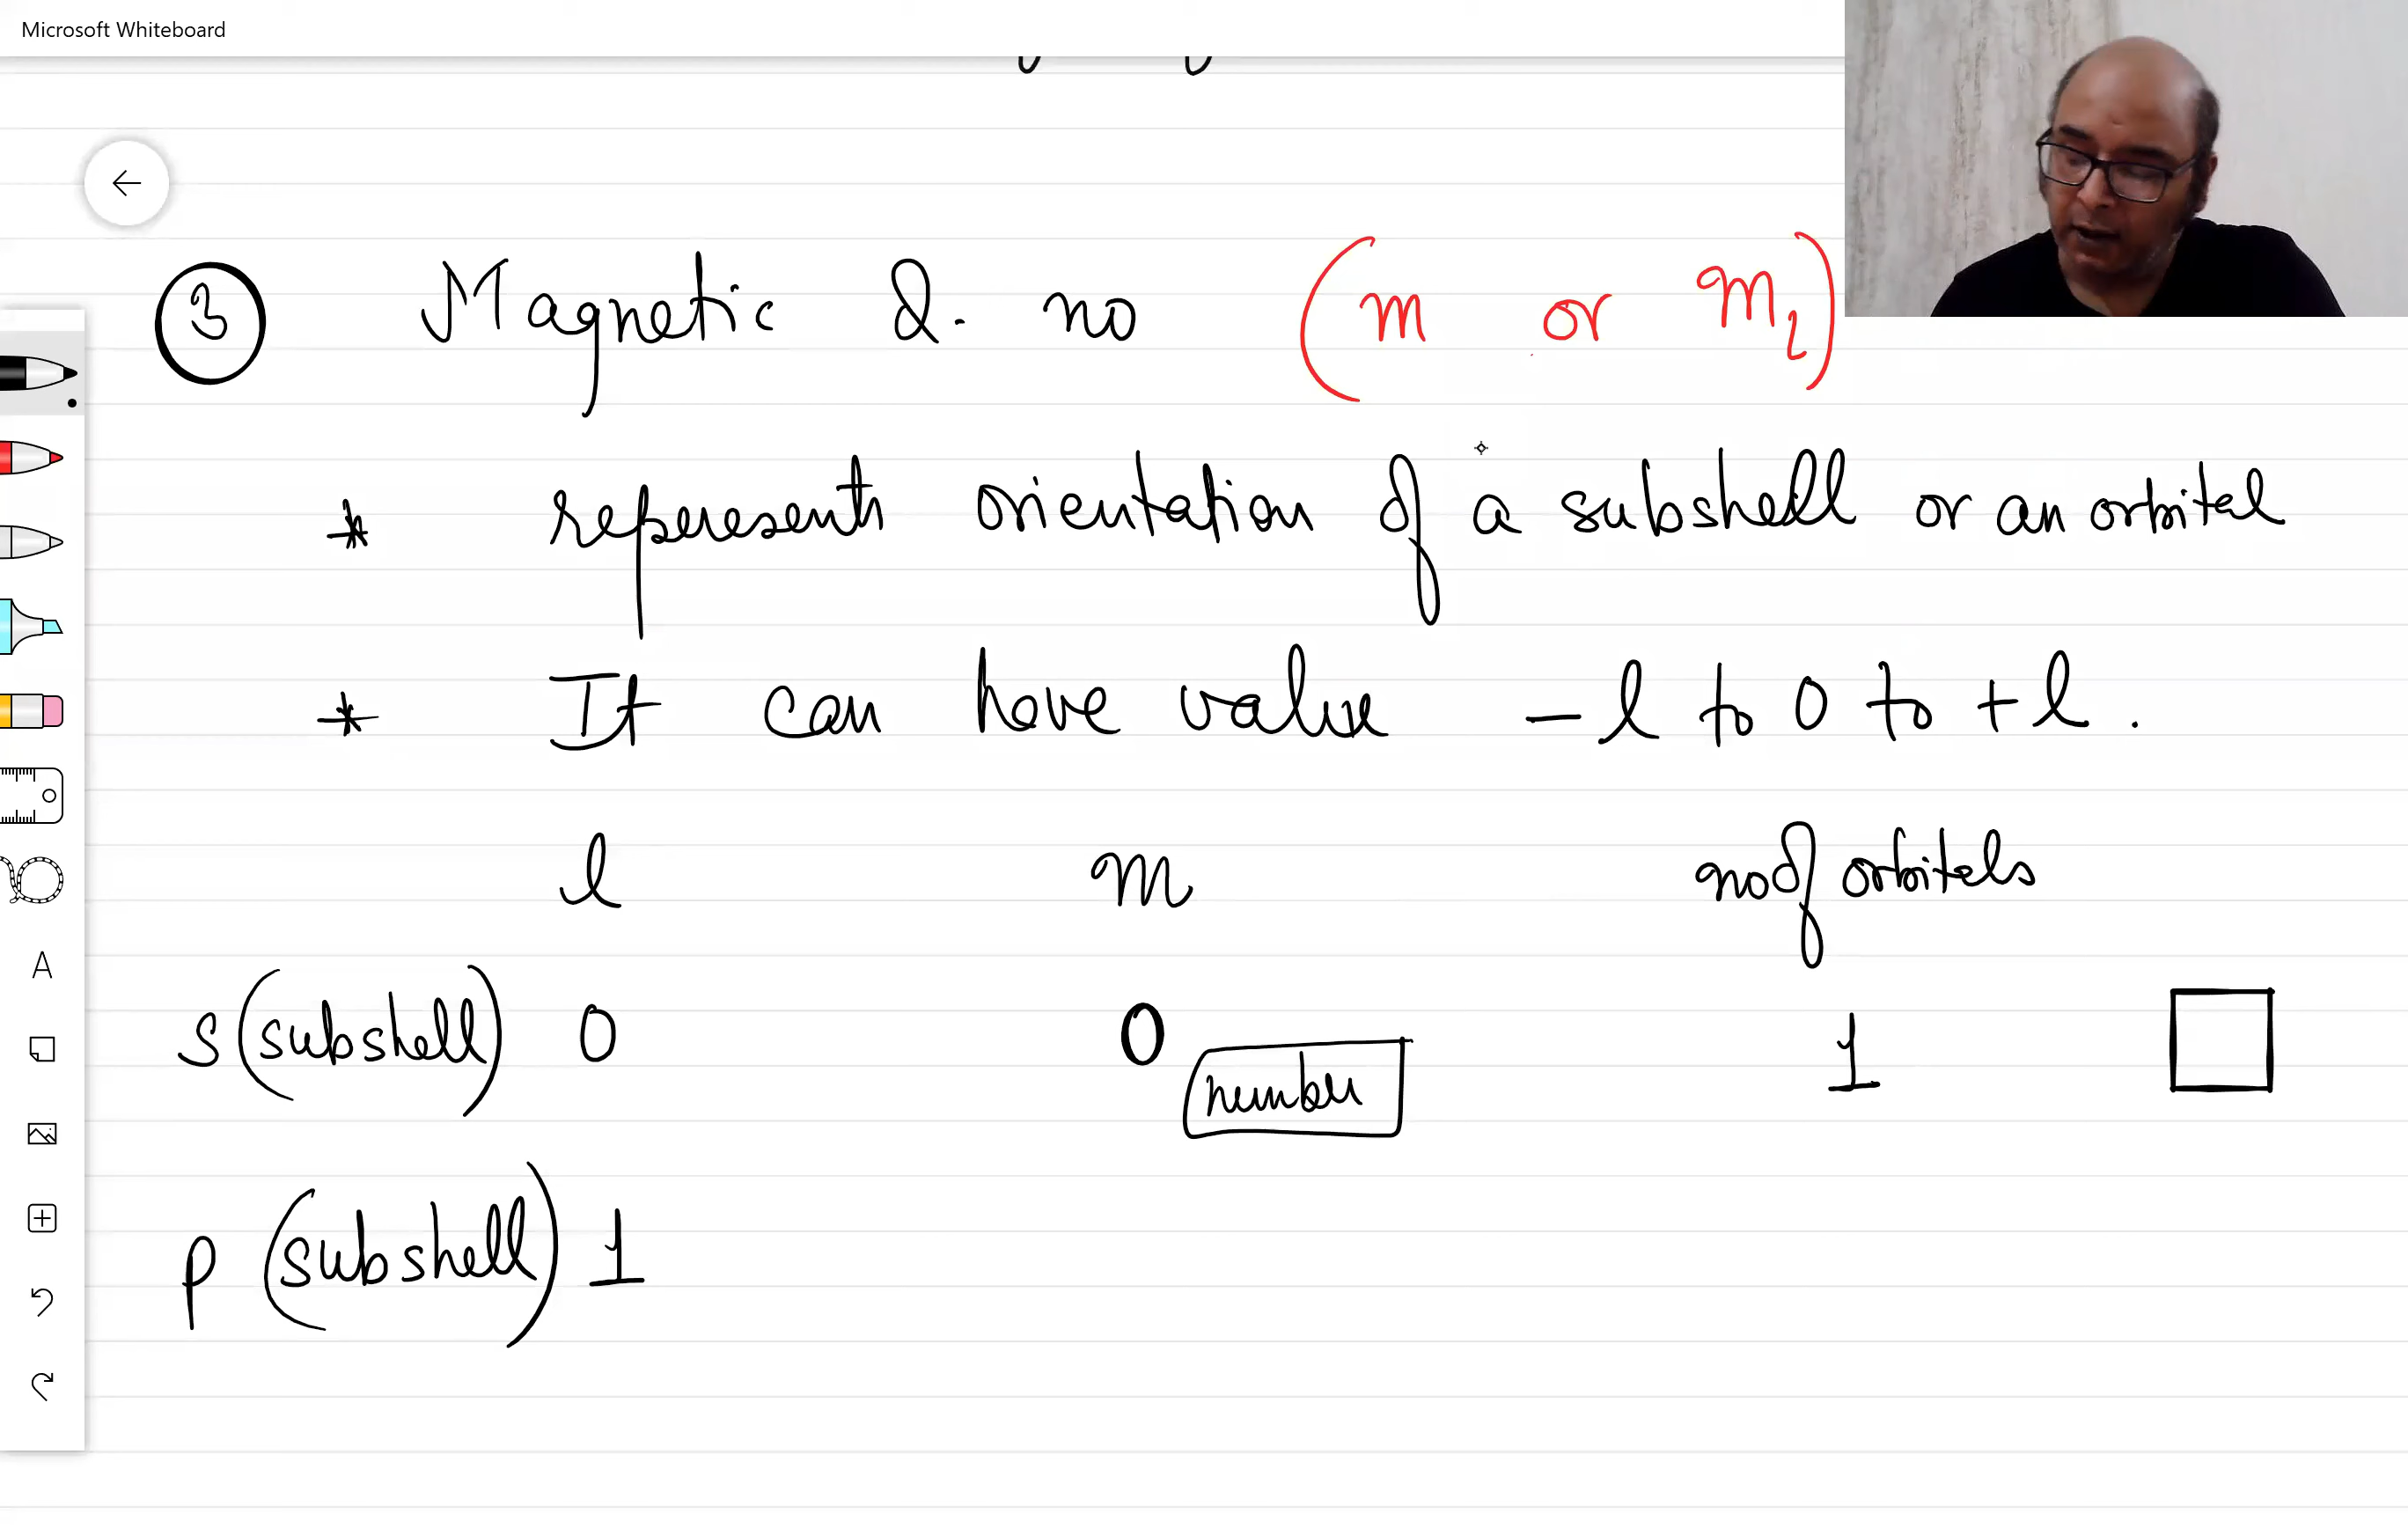 Microsoft Whiteboard
③ Magnetic Q. no (m or m_l)
* represents orientation of a subshell or an orbital
* It can have value -l to 0 to +l.
l m no of orbitals
s (subshell) 0 0 number 1
p (subshell) 1
A